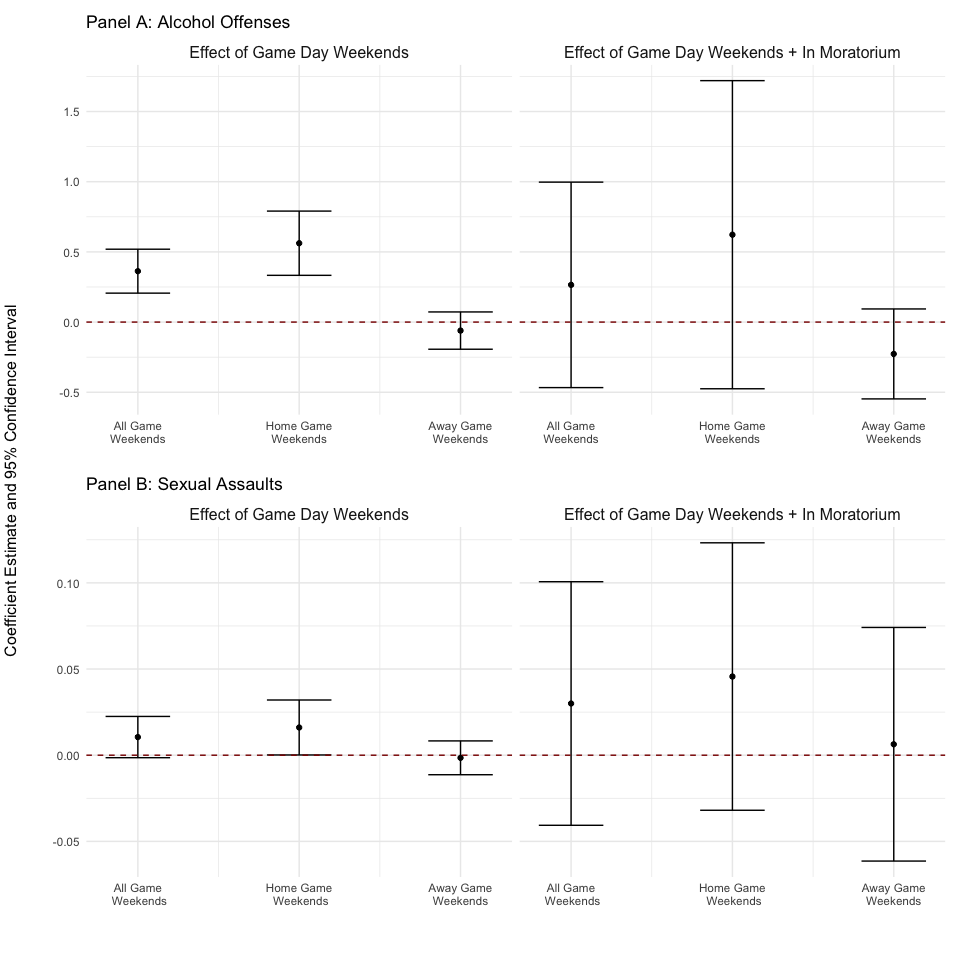 Panel A: Alcohol Offenses
Effect of Game Day Weekends
Effect of Game Day Weekends + In Moratorium
1.5
1.0
0.5
0.0
-0.5
All Game
Weekends
Home Game
Weekends
Away Game
Weekends
All Game
Weekends
Home Game
Weekends
Away Game
Weekends
Coefficient Estimate and 95% Confidence Interval
Panel B: Sexual Assaults
Effect of Game Day Weekends
Effect of Game Day Weekends + In Moratorium
0.10
0.05
0.00
-0.05
All Game
Weekends
Home Game
Weekends
Away Game
Weekends
All Game
Weekends
Home Game
Weekends
Away Game
Weekends